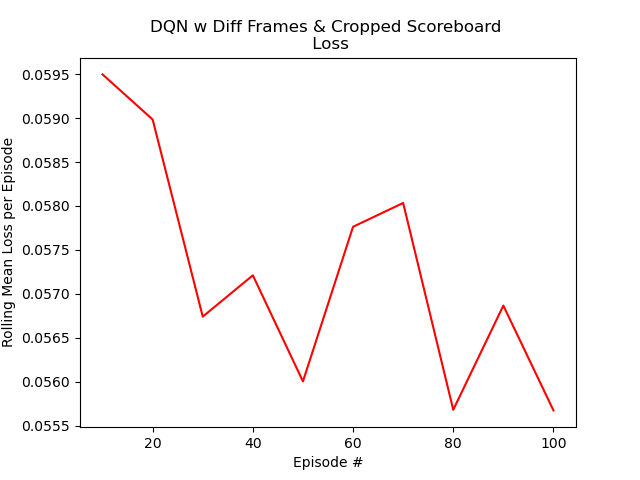 DQN w Diff Frames & Cropped Scoreboard
Loss
Rolling Mean Loss per Episode
0.0595
0.0590
0.0585
0.0580
0.0575
0.0570
0.0565
0.0560
0.0555
20 40 60 80 100
Episode #